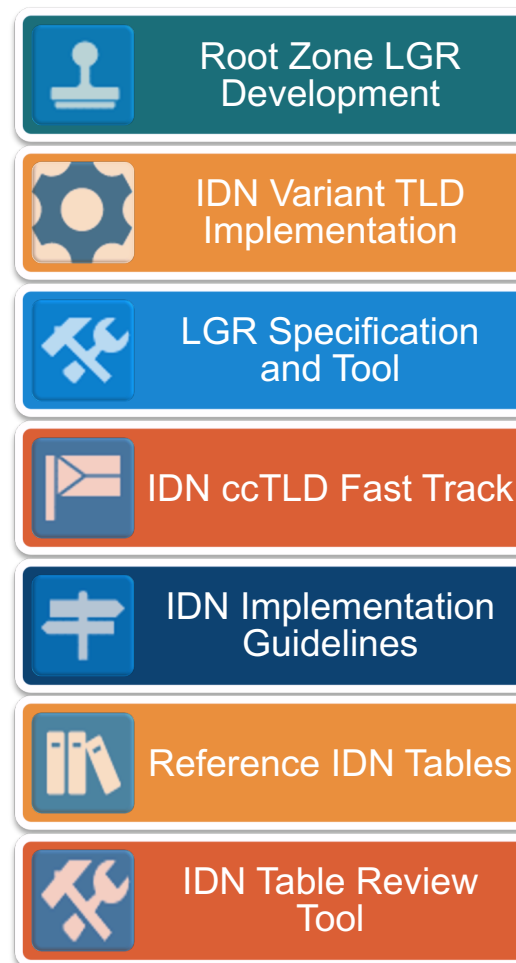 Root Zone LGR
Development
IDN Variant TLD
Implementation
LGR Specification
and Tool
IDN ccTLD Fast Track
IDN Implementation
Guidelines
Reference IDN Tables
IDN Table Review
Tool